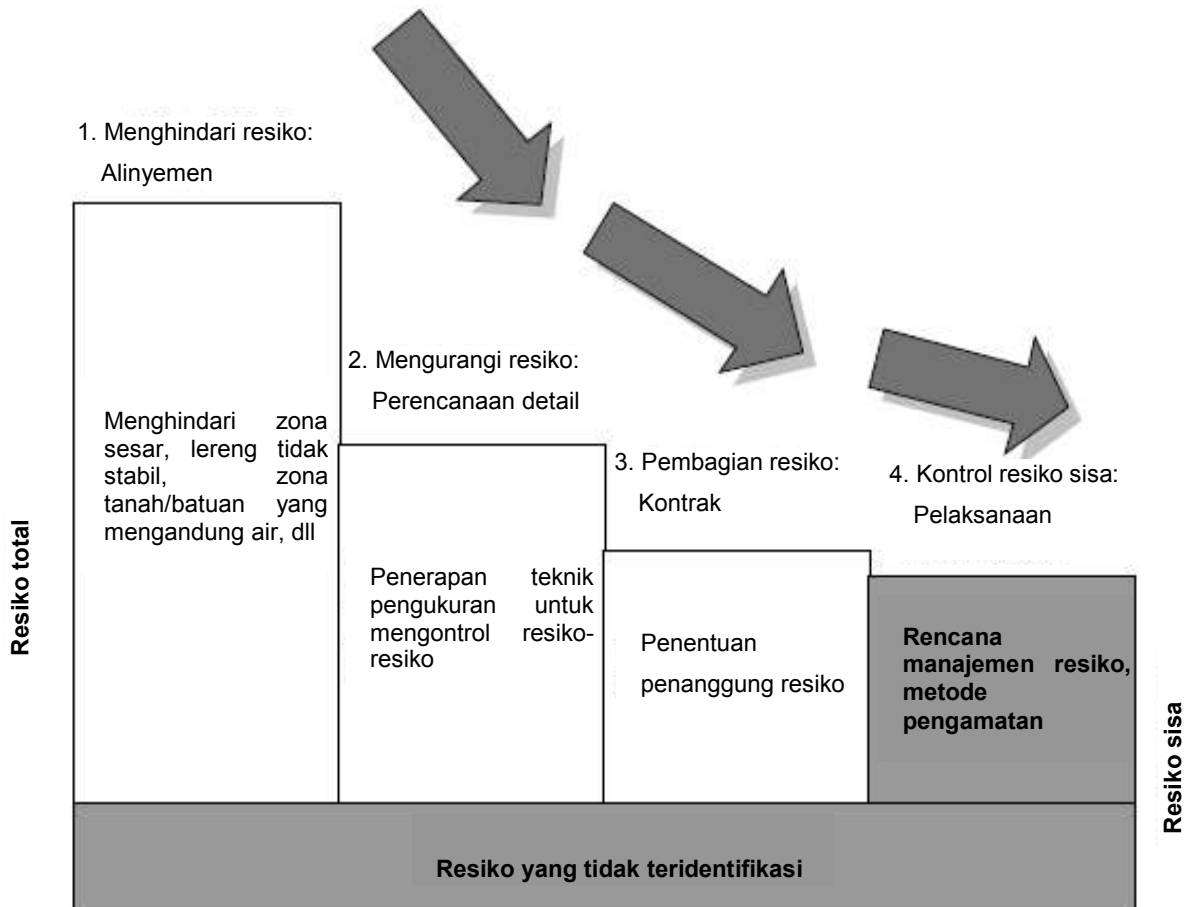 1. Menghindari resiko:
Alinyemen
Menghindari zona
sesar, lereng tidak
stabil, zona
tanah/batuan yang
mengandung air, dll
2. Mengurangi resiko:
Perencanaan detail
Penerapan teknik
pengukuran untuk
mengontrol resiko-
resiko
3. Pembagian resiko:
Kontrak
Penentuan
penanggung resiko
4. Kontrol resiko sisa:
Pelaksanaan
Rencana
manajemen resiko,
metode
pengamatan
Resiko total
Resiko sisa
Resiko yang tidak teridentifikasi